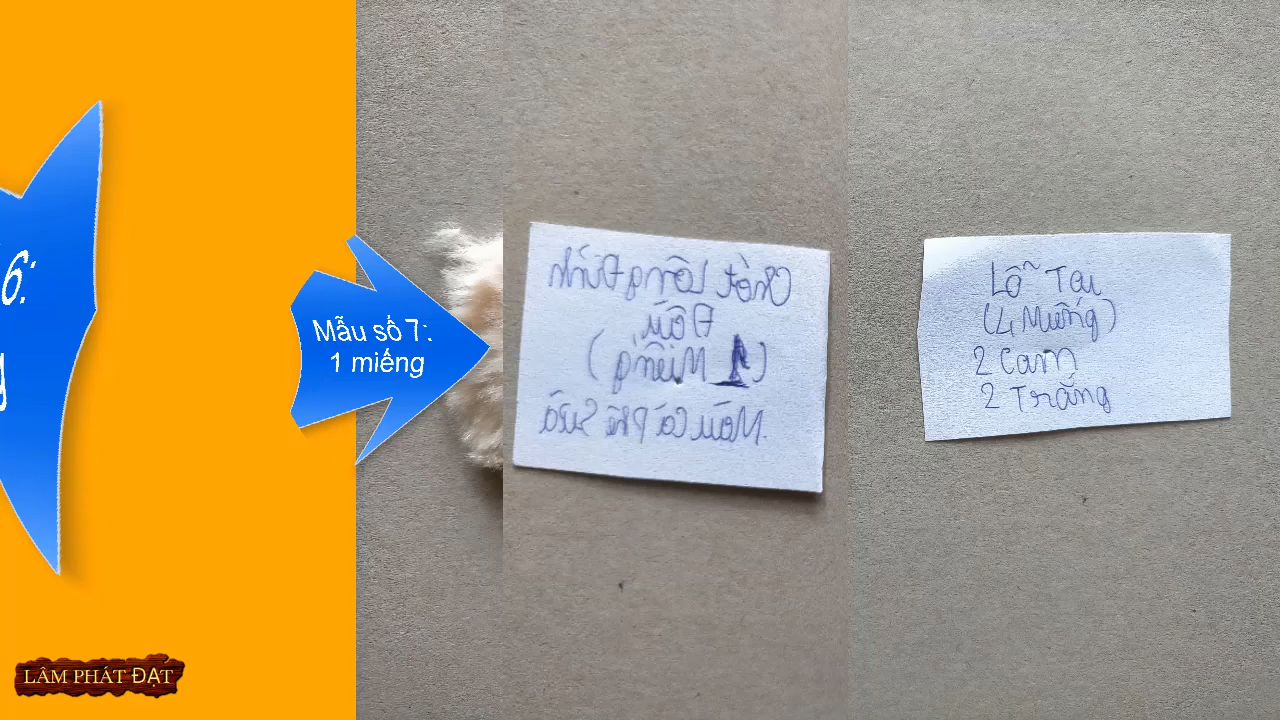 6:
g
Mẫu số 7:
1 miếng
Lông Đính
Đầu
(1 Miếng)
Màu Cà Phê Sữa
Lỗ Tai
(4 Miếng)
2 Cam
2 Trắng
LÂM PHÁT ĐẠT